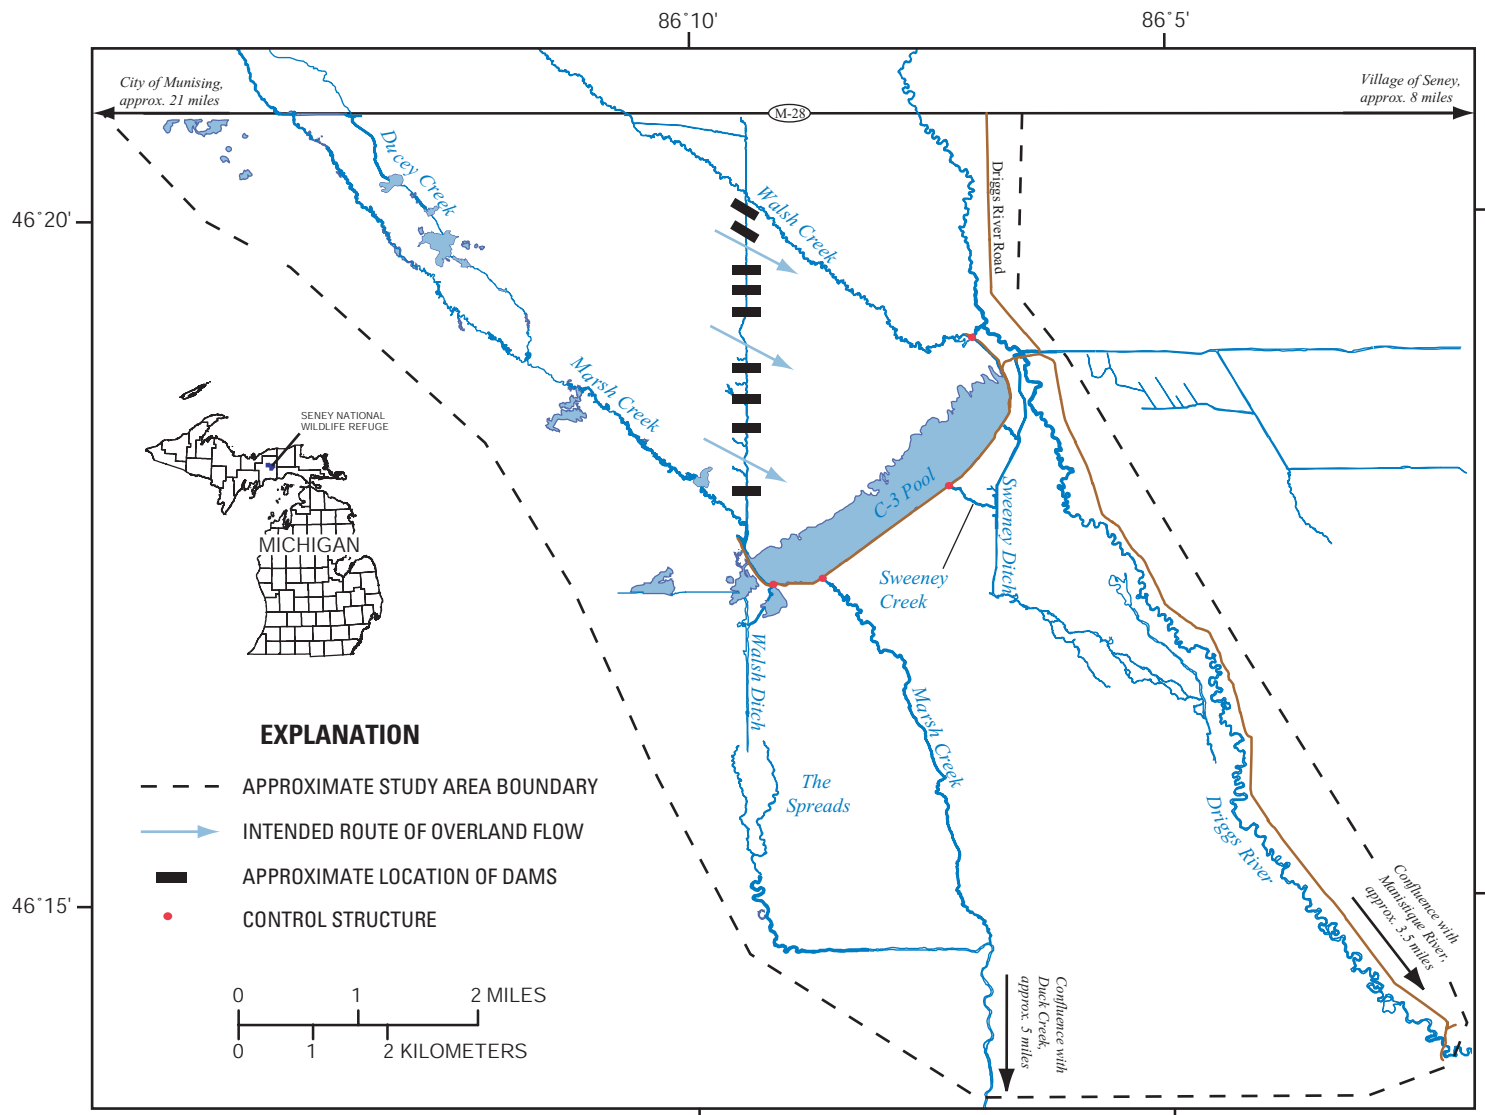 86°10'
86°5'
City of Munising,
approx. 21 miles
Village of Seney,
approx. 8 miles
M-28
Ducey Creek
Walsh Creek
Driggs River Road
46°20'
Marsh Creek
SENEY NATIONAL
WILDLIFE REFUGE
MICHIGAN
C-3 Pool
Sweeney Ditch
Sweeney
Creek
Walsh Ditch
Marsh Creek
The
Spreads
Driggs River
EXPLANATION
APPROXIMATE STUDY AREA BOUNDARY
INTENDED ROUTE OF OVERLAND FLOW
APPROXIMATE LOCATION OF DAMS
CONTROL STRUCTURE
46°15'
Confluence with
Manistique River,
approx. 3.5 miles
Confluence with
Duck Creek,
approx. 5 miles
0 1 2 MILES
0 1 2 KILOMETERS